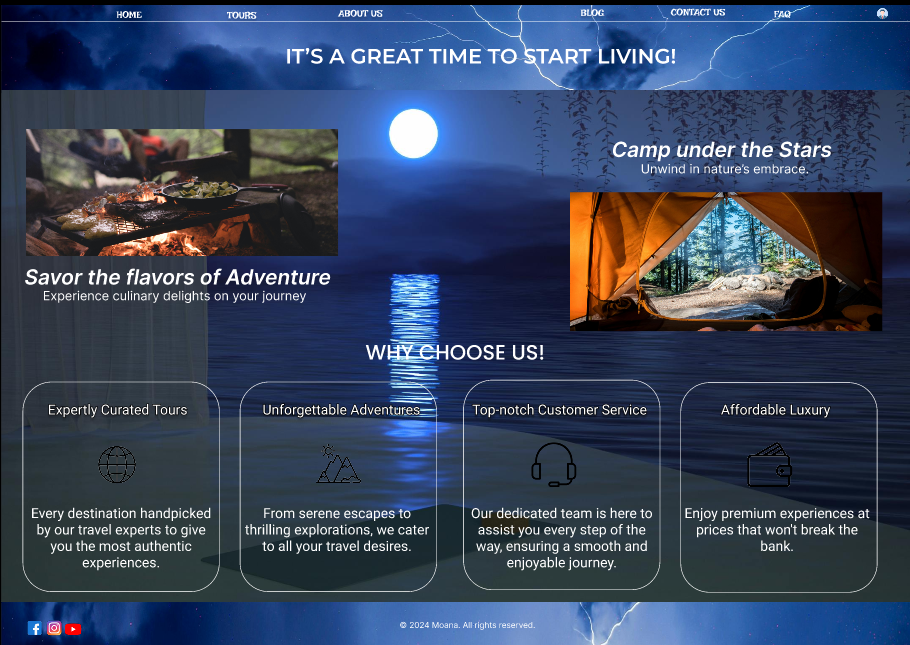 HOME TOURS ABOUT US BLOG CONTACT US FAQ
IT'S A GREAT TIME TO START LIVING!
Savor the flavors of Adventure
Experience culinary delights on your journey
Camp under the Stars
Unwind in nature's embrace.
WHY CHOOSE US!
Expertly Curated Tours
Every destination handpicked
by our travel experts to give
you the most authentic
experiences.
Unforgettable Adventures
From serene escapes to
thrilling explorations, we cater
to all your travel desires.
Top-notch Customer Service
Our dedicated team is here to
assist you every step of the
way, ensuring a smooth and
enjoyable journey.
Affordable Luxury
Enjoy premium experiences at
prices that won't break the
bank.
© 2024 Moana. All rights reserved.